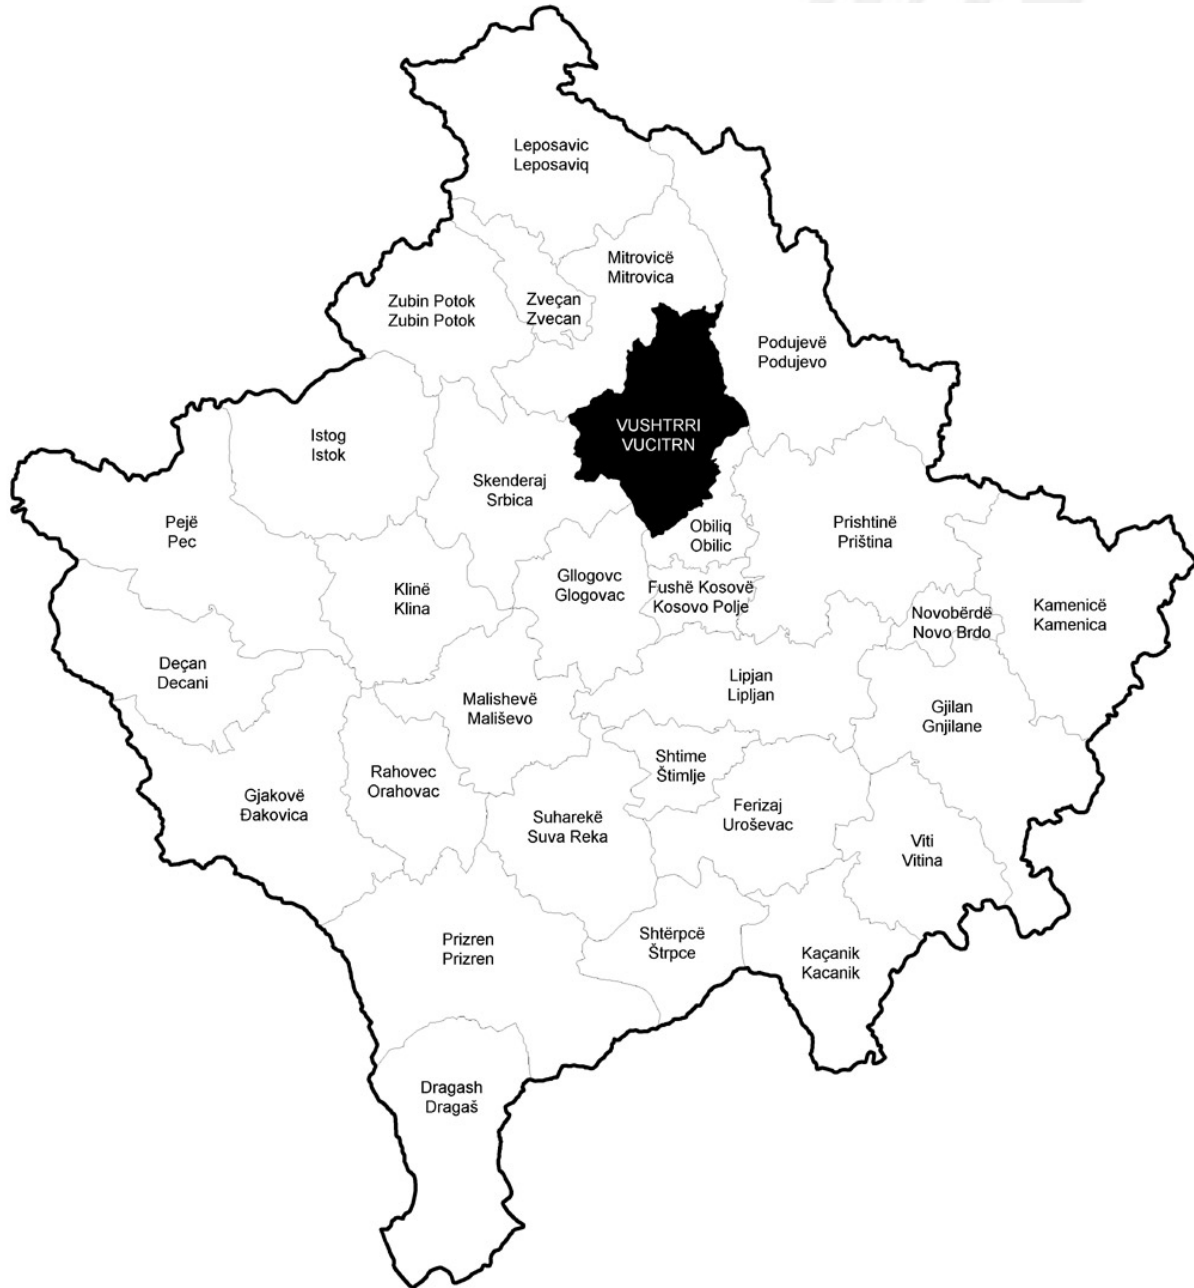 Leposavic
Leposaviq
Mitrovicë
Mitrovica
Zubin Potok
Zubin Potok
Zveçan
Zvecan
Podujevë
Podujevo
VUSHTRRI
VUCITRN
Istog
Istok
Skenderaj
Srbica
Pejë
Pec
Obiliq
Obilic
Prishtinë
Priština
Klinë
Klina
Gllogovc
Glogovac
Fushë Kosovë
Kosovo Polje
Novobërdë
Novo Brdo
Kamenicë
Kamenica
Deçan
Decani
Lipjan
Lipljan
Malishevë
Mališevo
Gjilan
Gnjilane
Shtime
Štimlje
Rahovec
Orahovac
Gjakovë
Đakovica
Ferizaj
Uroševac
Suharekë
Suva Reka
Viti
Vitina
Prizren
Prizren
Shtërpcë
Štrpce
Kaçanik
Kacanik
Dragash
Dragaš